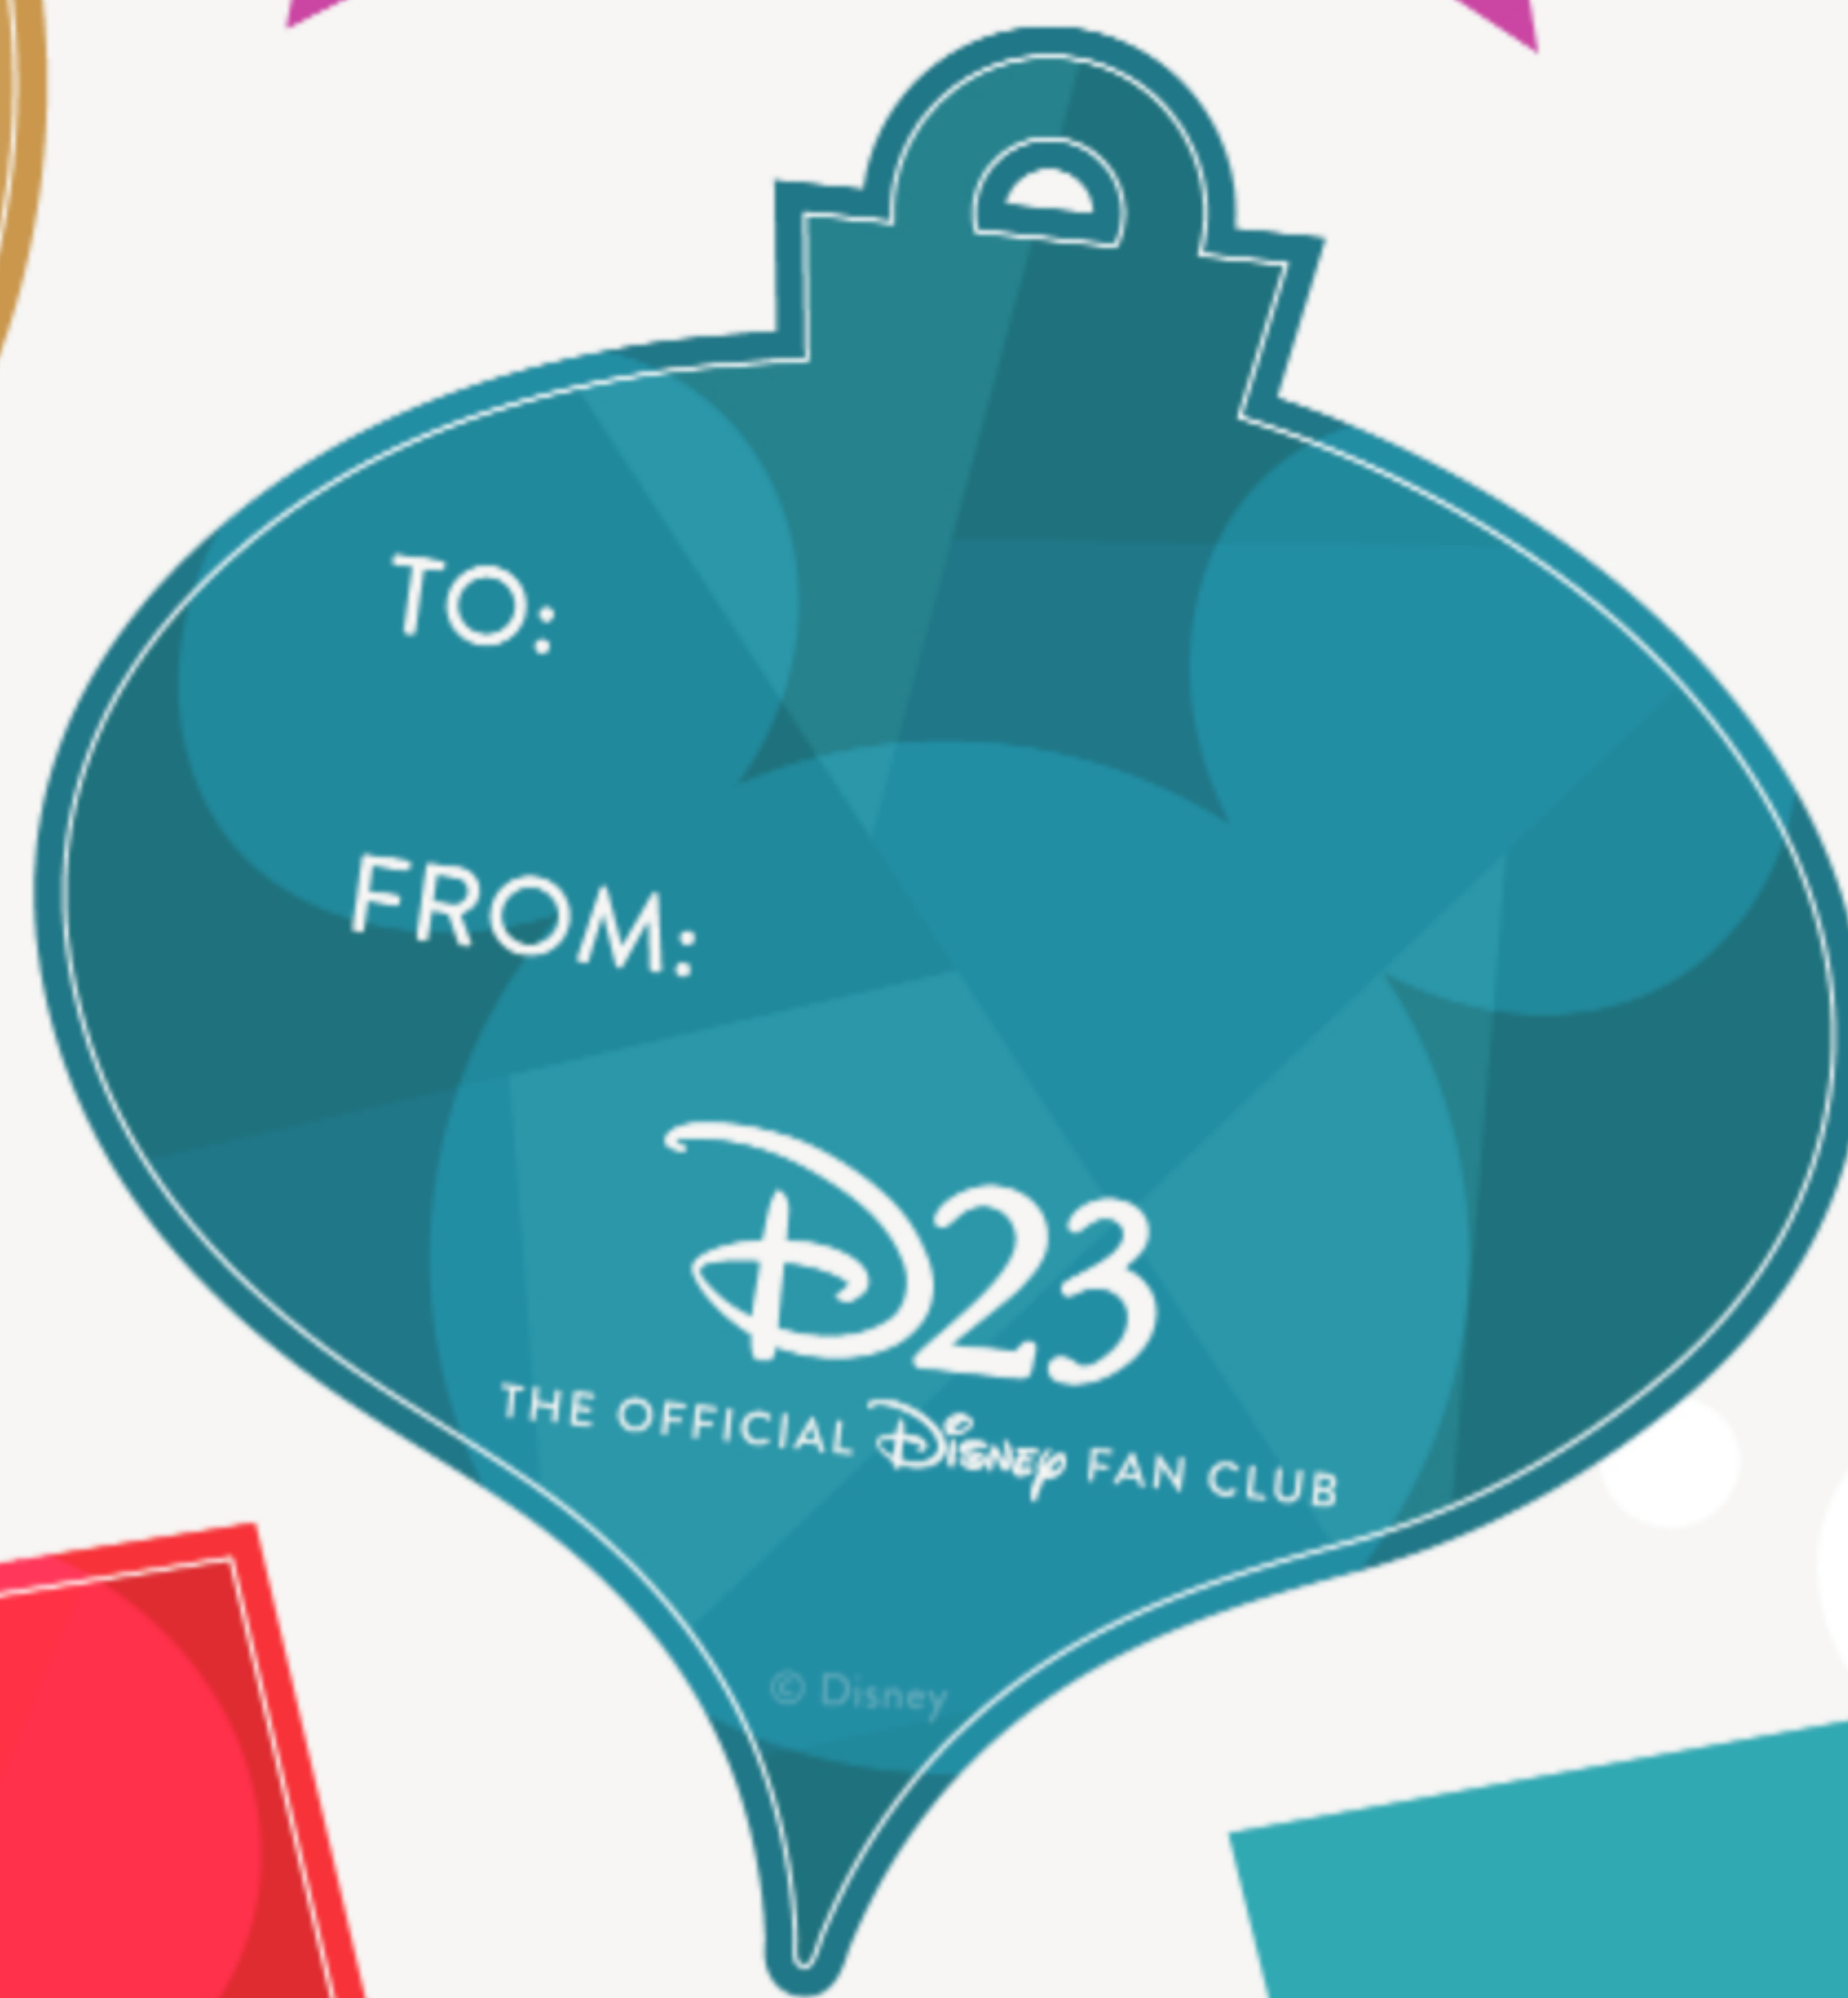 TO:
FROM:
D23
THE OFFICIAL Disney FAN CLUB
© Disney